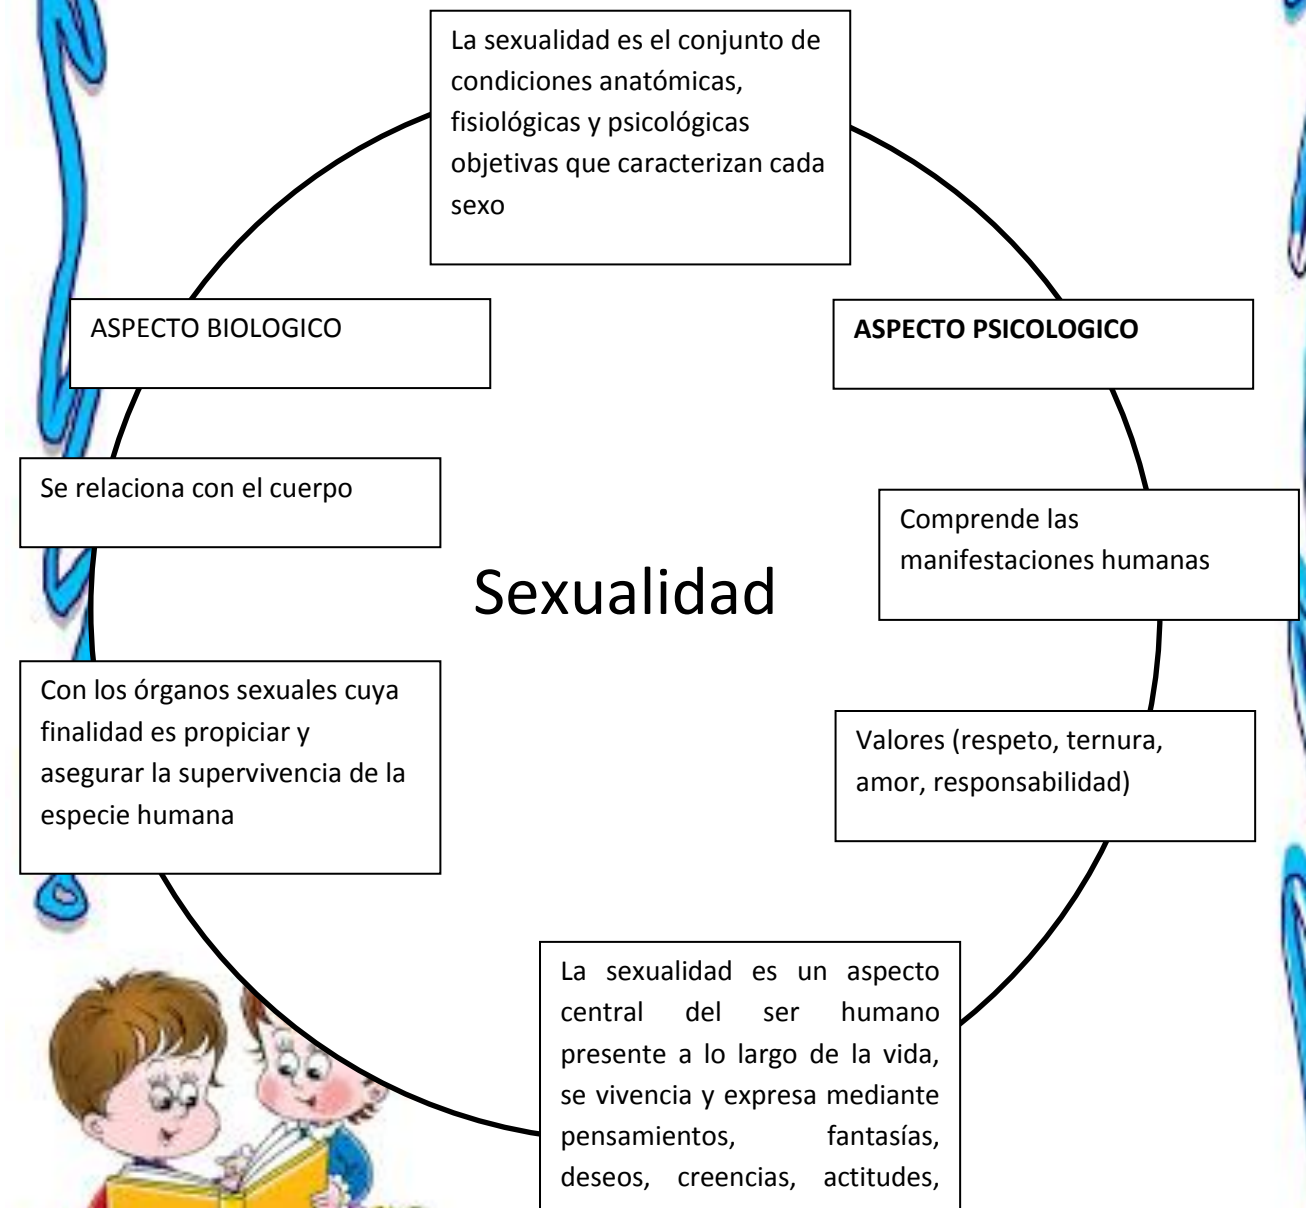 La sexualidad es el conjunto de
condiciones anatómicas,
fisiológicas y psicológicas
objetivas que caracterizan cada
sexo
ASPECTO BIOLOGICO
ASPECTO PSICOLOGICO
Se relaciona con el cuerpo
Comprende las
manifestaciones humanas
Sexualidad
Con los órganos sexuales cuya
finalidad es propiciar y
asegurar la supervivencia de la
especie humana
Valores (respeto, ternura,
amor, responsabilidad)
La sexualidad es un aspecto
central del ser humano
presente a lo largo de la vida,
se vivencia y expresa mediante
pensamientos, fantasías,
deseos, creencias, actitudes,